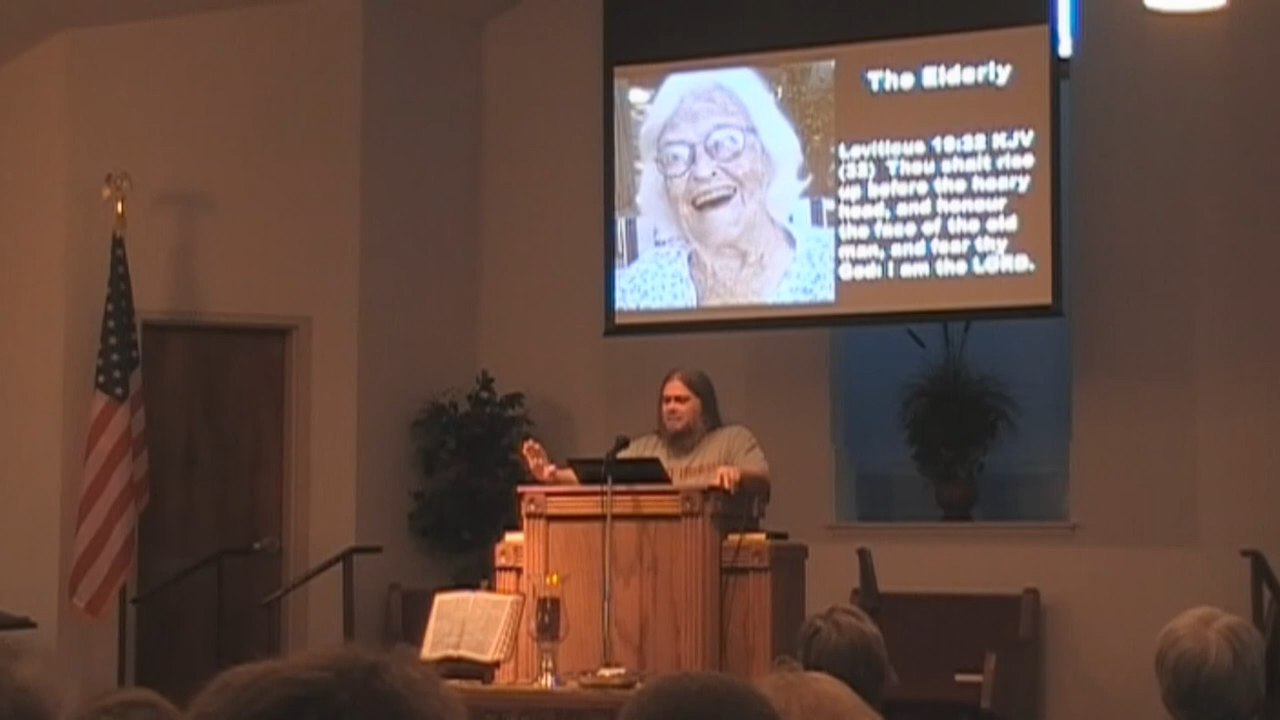 The Elderly
Leviticus 19:32 KJV
(32) Thou shalt rise
up before the hoary
head, and honour
the face of the old
man, and fear thy
God: I am the LORD.